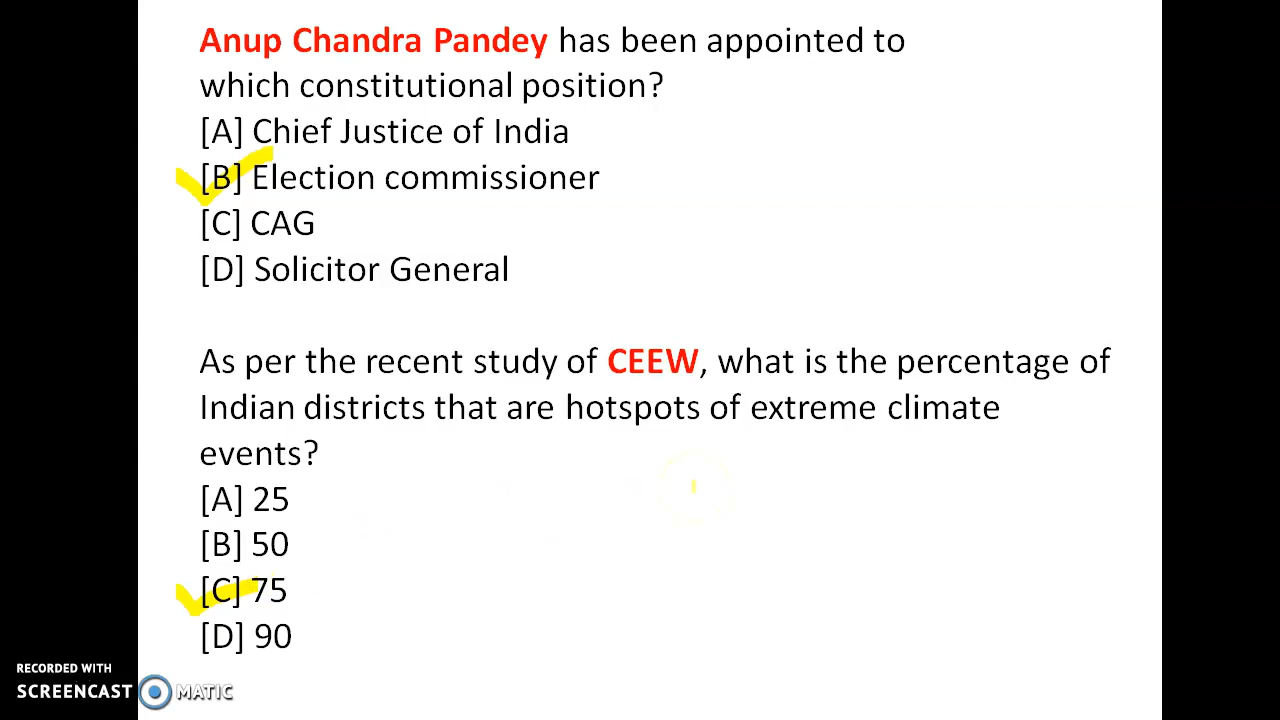 Anup Chandra Pandey has been appointed to
which constitutional position?
[A] Chief Justice of India
[B] Election commissioner
[C] CAG
[D] Solicitor General
As per the recent study of CEEW, what is the percentage of
Indian districts that are hotspots of extreme climate
events?
[A] 25
[B] 50
[C] 75
[D] 90
RECORDED WITH
SCREENCAST MATIC